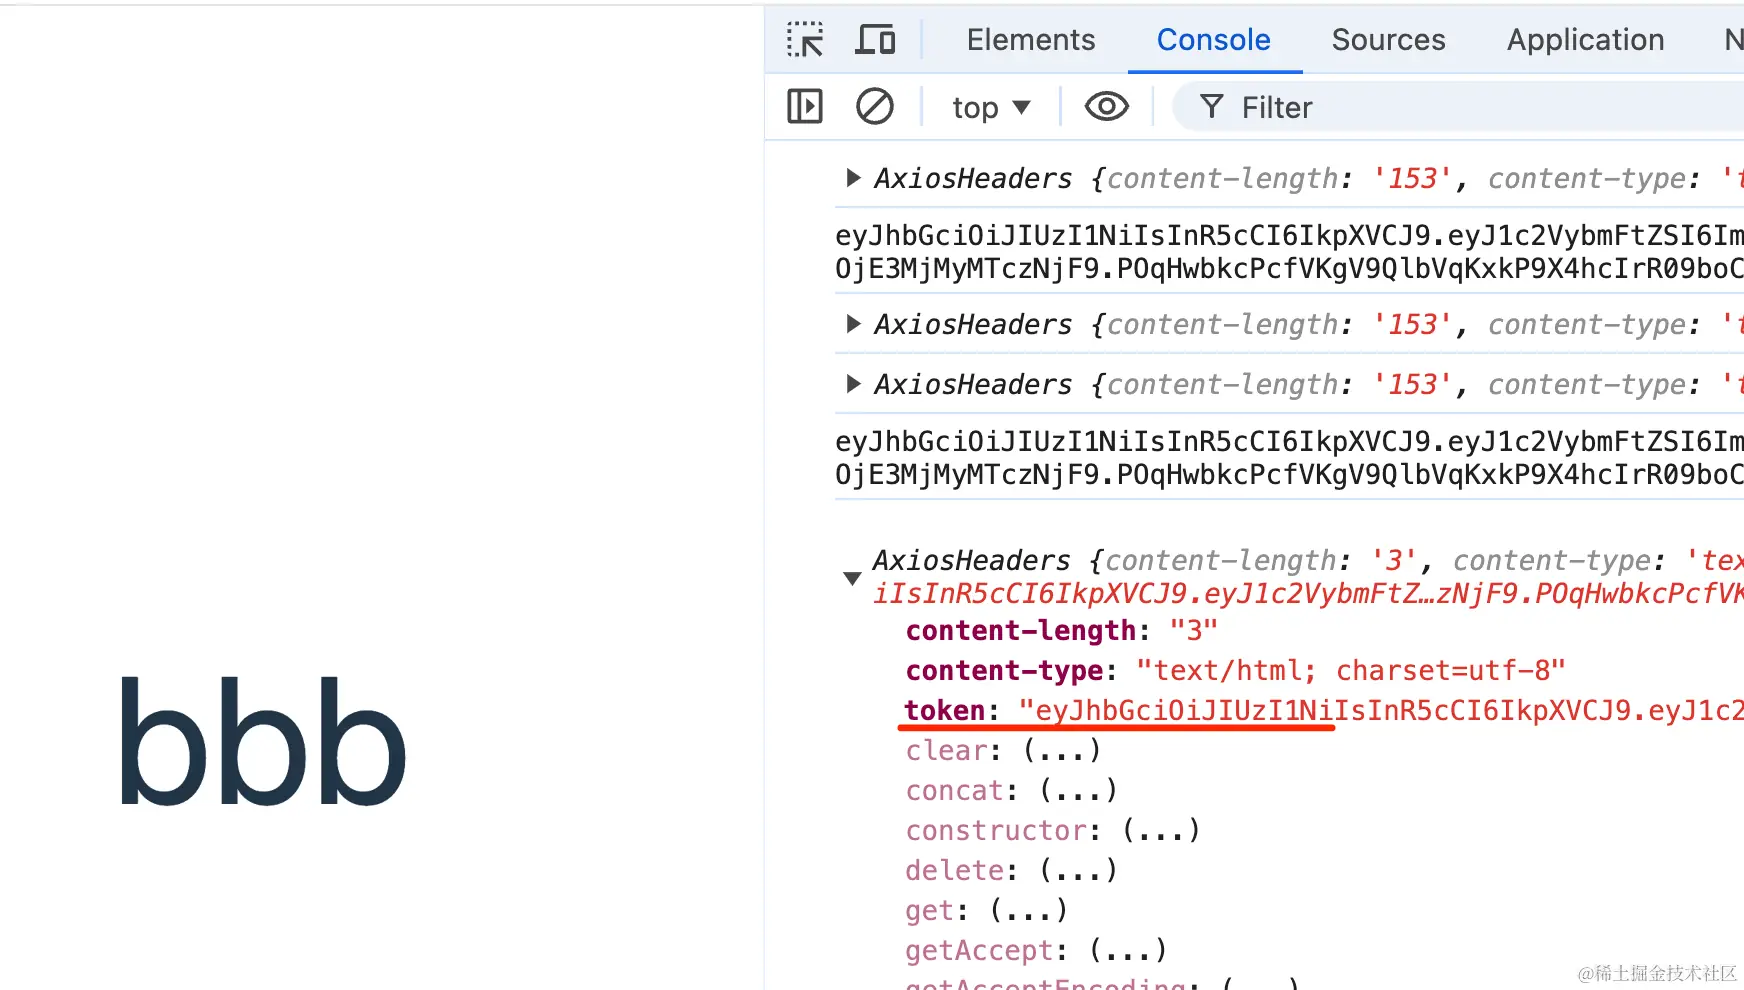 Elements Console Sources Application N
top Filter
AxiosHeaders {content-length: '153', content-type: 't
eyJhbGciOiJIUzI1NiIsInR5cCI6IkpXVCJ9.eyJ1c2VybmFtZSI6Im
OjE3MjMyMTczNjF9.POqHwbkcPcfVKgV9QlbVqKxkP9X4hcIrR09boC
AxiosHeaders {content-length: '153', content-type: 't
AxiosHeaders {content-length: '153', content-type: 't
eyJhbGciOiJIUzI1NiIsInR5cCI6IkpXVCJ9.eyJ1c2VybmFtZSI6Im
OjE3MjMyMTczNjF9.POqHwbkcPcfVKgV9QlbVqKxkP9X4hcIrR09boC
AxiosHeaders {content-length: '3', content-type: 'tex
iIsInR5cCI6IkpXVCJ9.eyJ1c2VybmFtZ…zNjF9.POqHwbkcPcfVK
content-length: "3"
content-type: "text/html; charset=utf-8"
token: "eyJhbGciOiJIUzI1NiIsInR5cCI6IkpXVCJ9.eyJ1c2
clear: (...)
concat: (...)
constructor: (...)
delete: (...)
get: (...)
getAccept: (...)
getAcceptEncoding: (...)
bbb
@稀土掘金技术社区